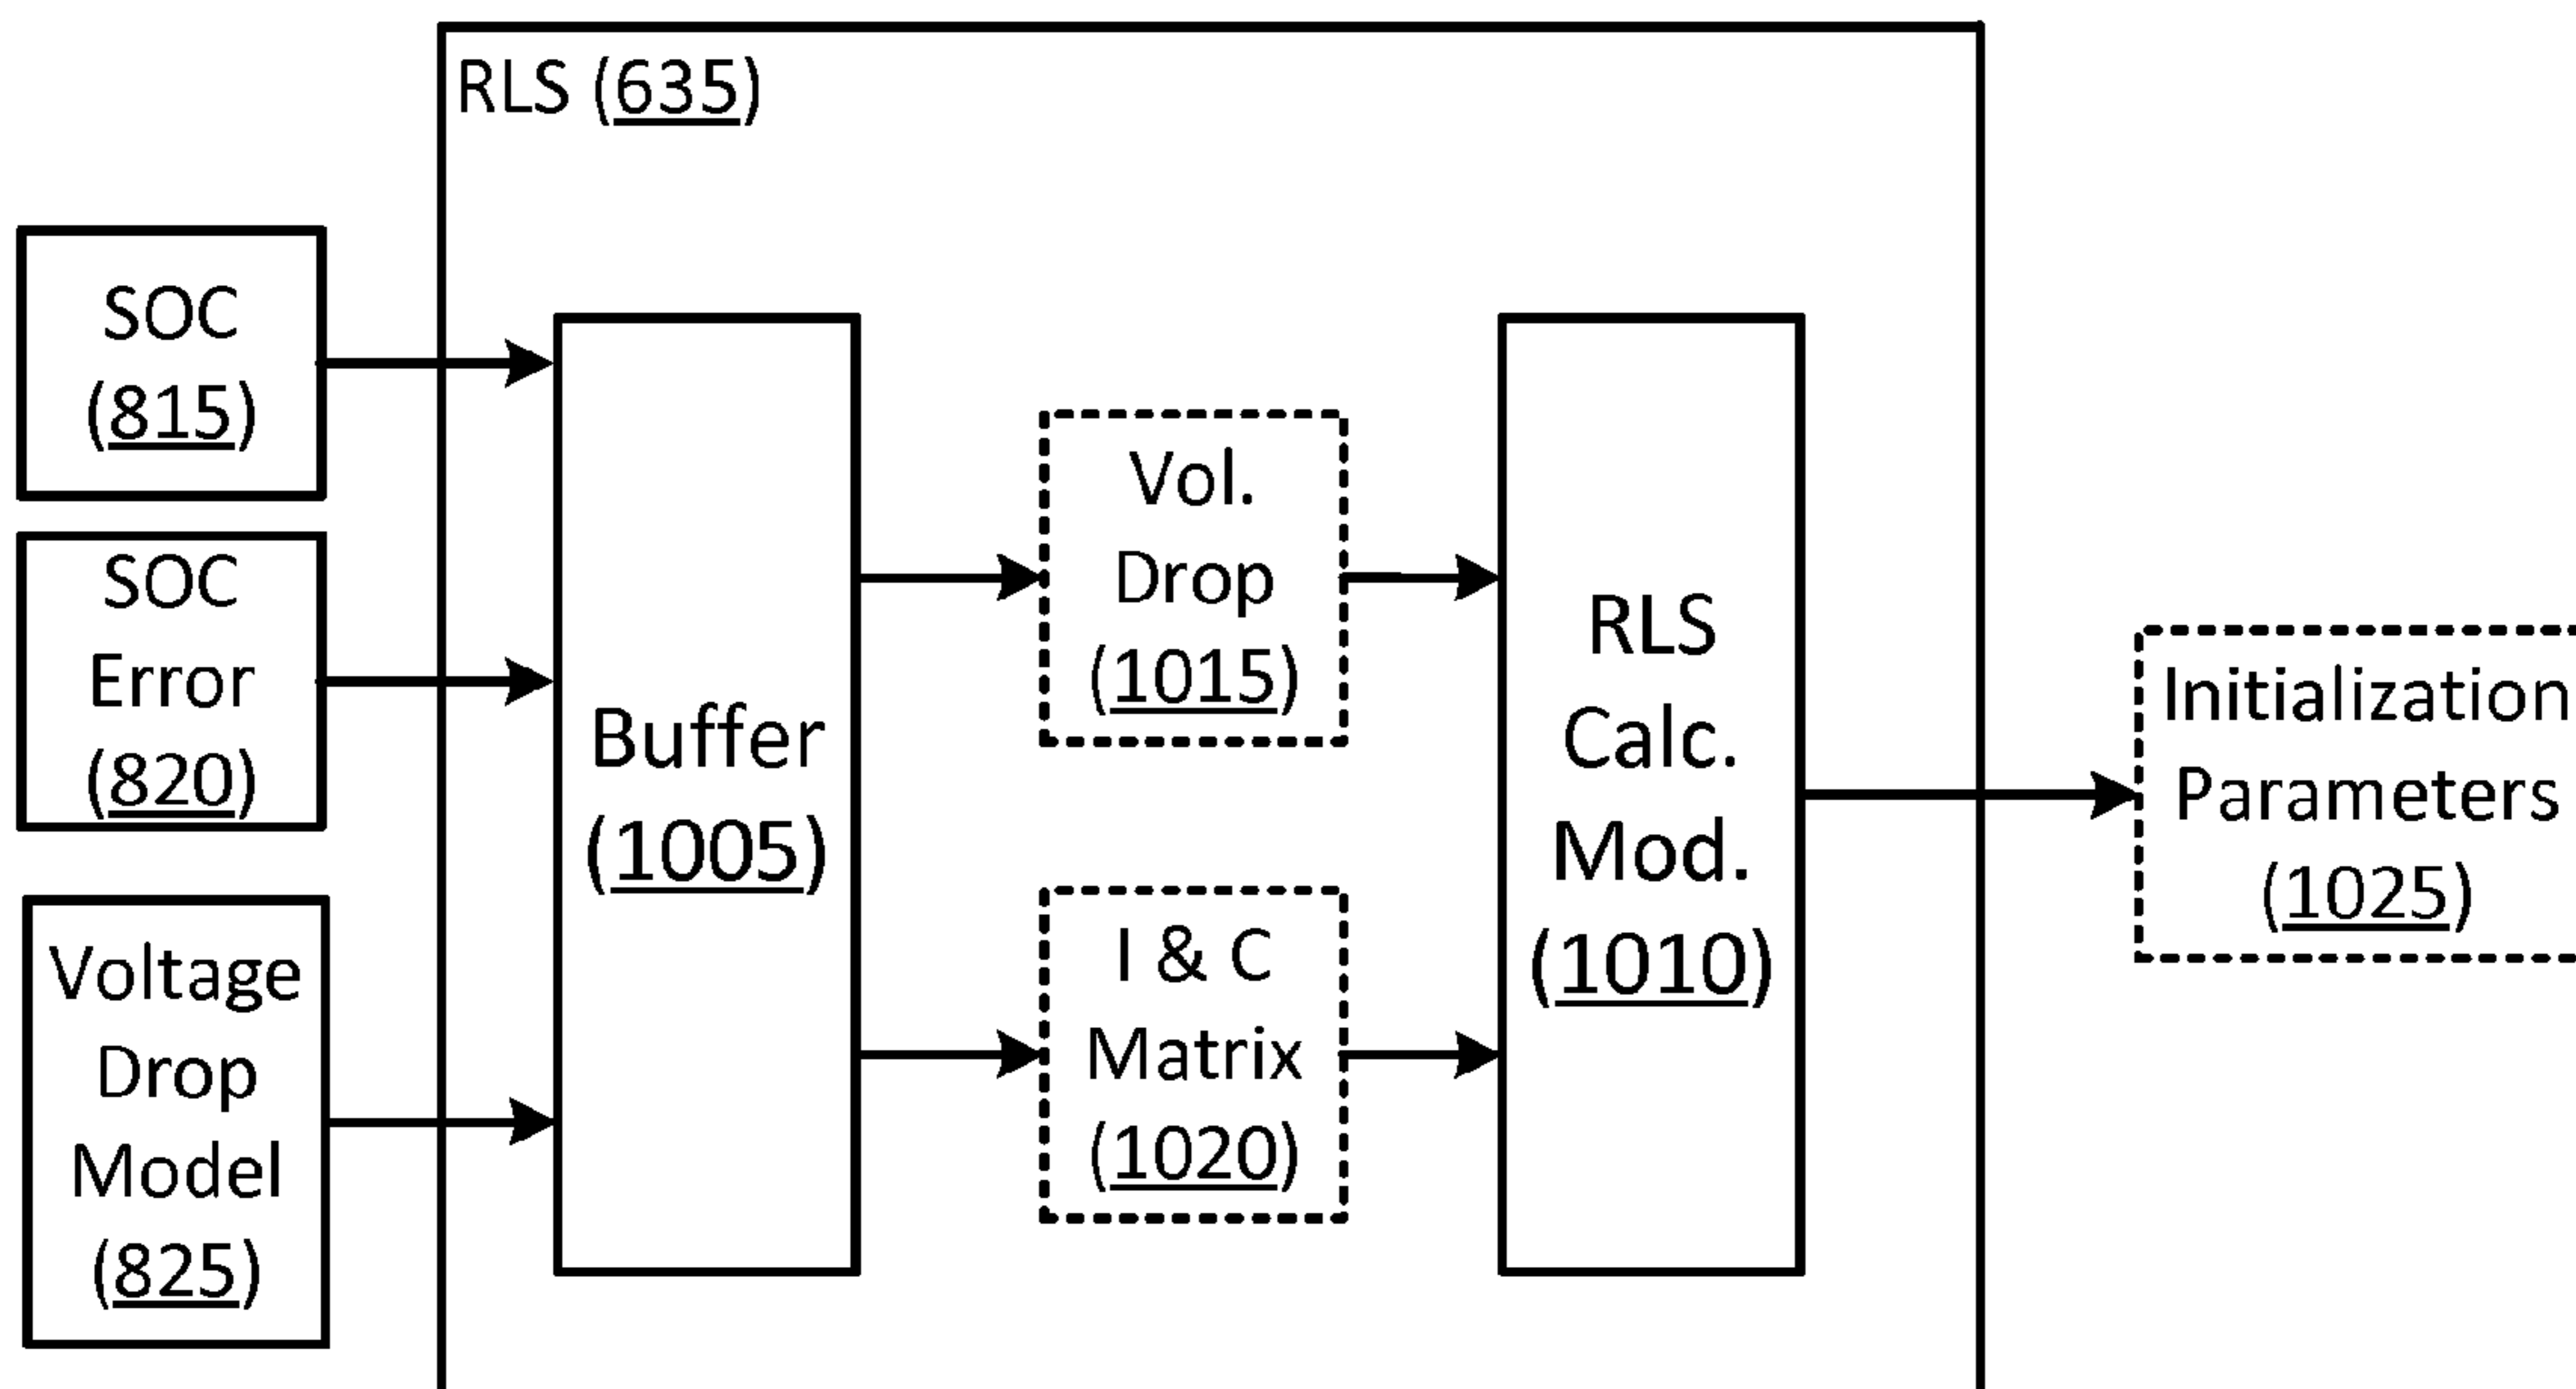 RLS (635)
SOC
(815)
SOC
Error
(820)
Voltage
Drop
Model
(825)
Buffer
(1005)
Vol.
Drop
(1015)
I & C
Matrix
(1020)
RLS
Calc.
Mod.
(1010)
Initialization
Parameters
(1025)